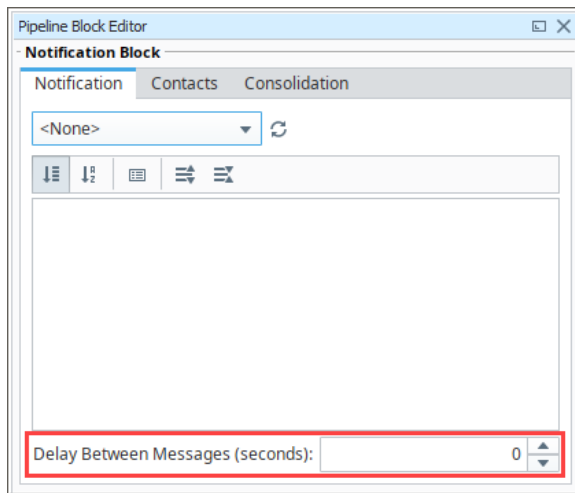 Pipeline Block Editor
Notification Block
Notification Contacts Consolidation
<None>
Delay Between Messages (seconds): 0